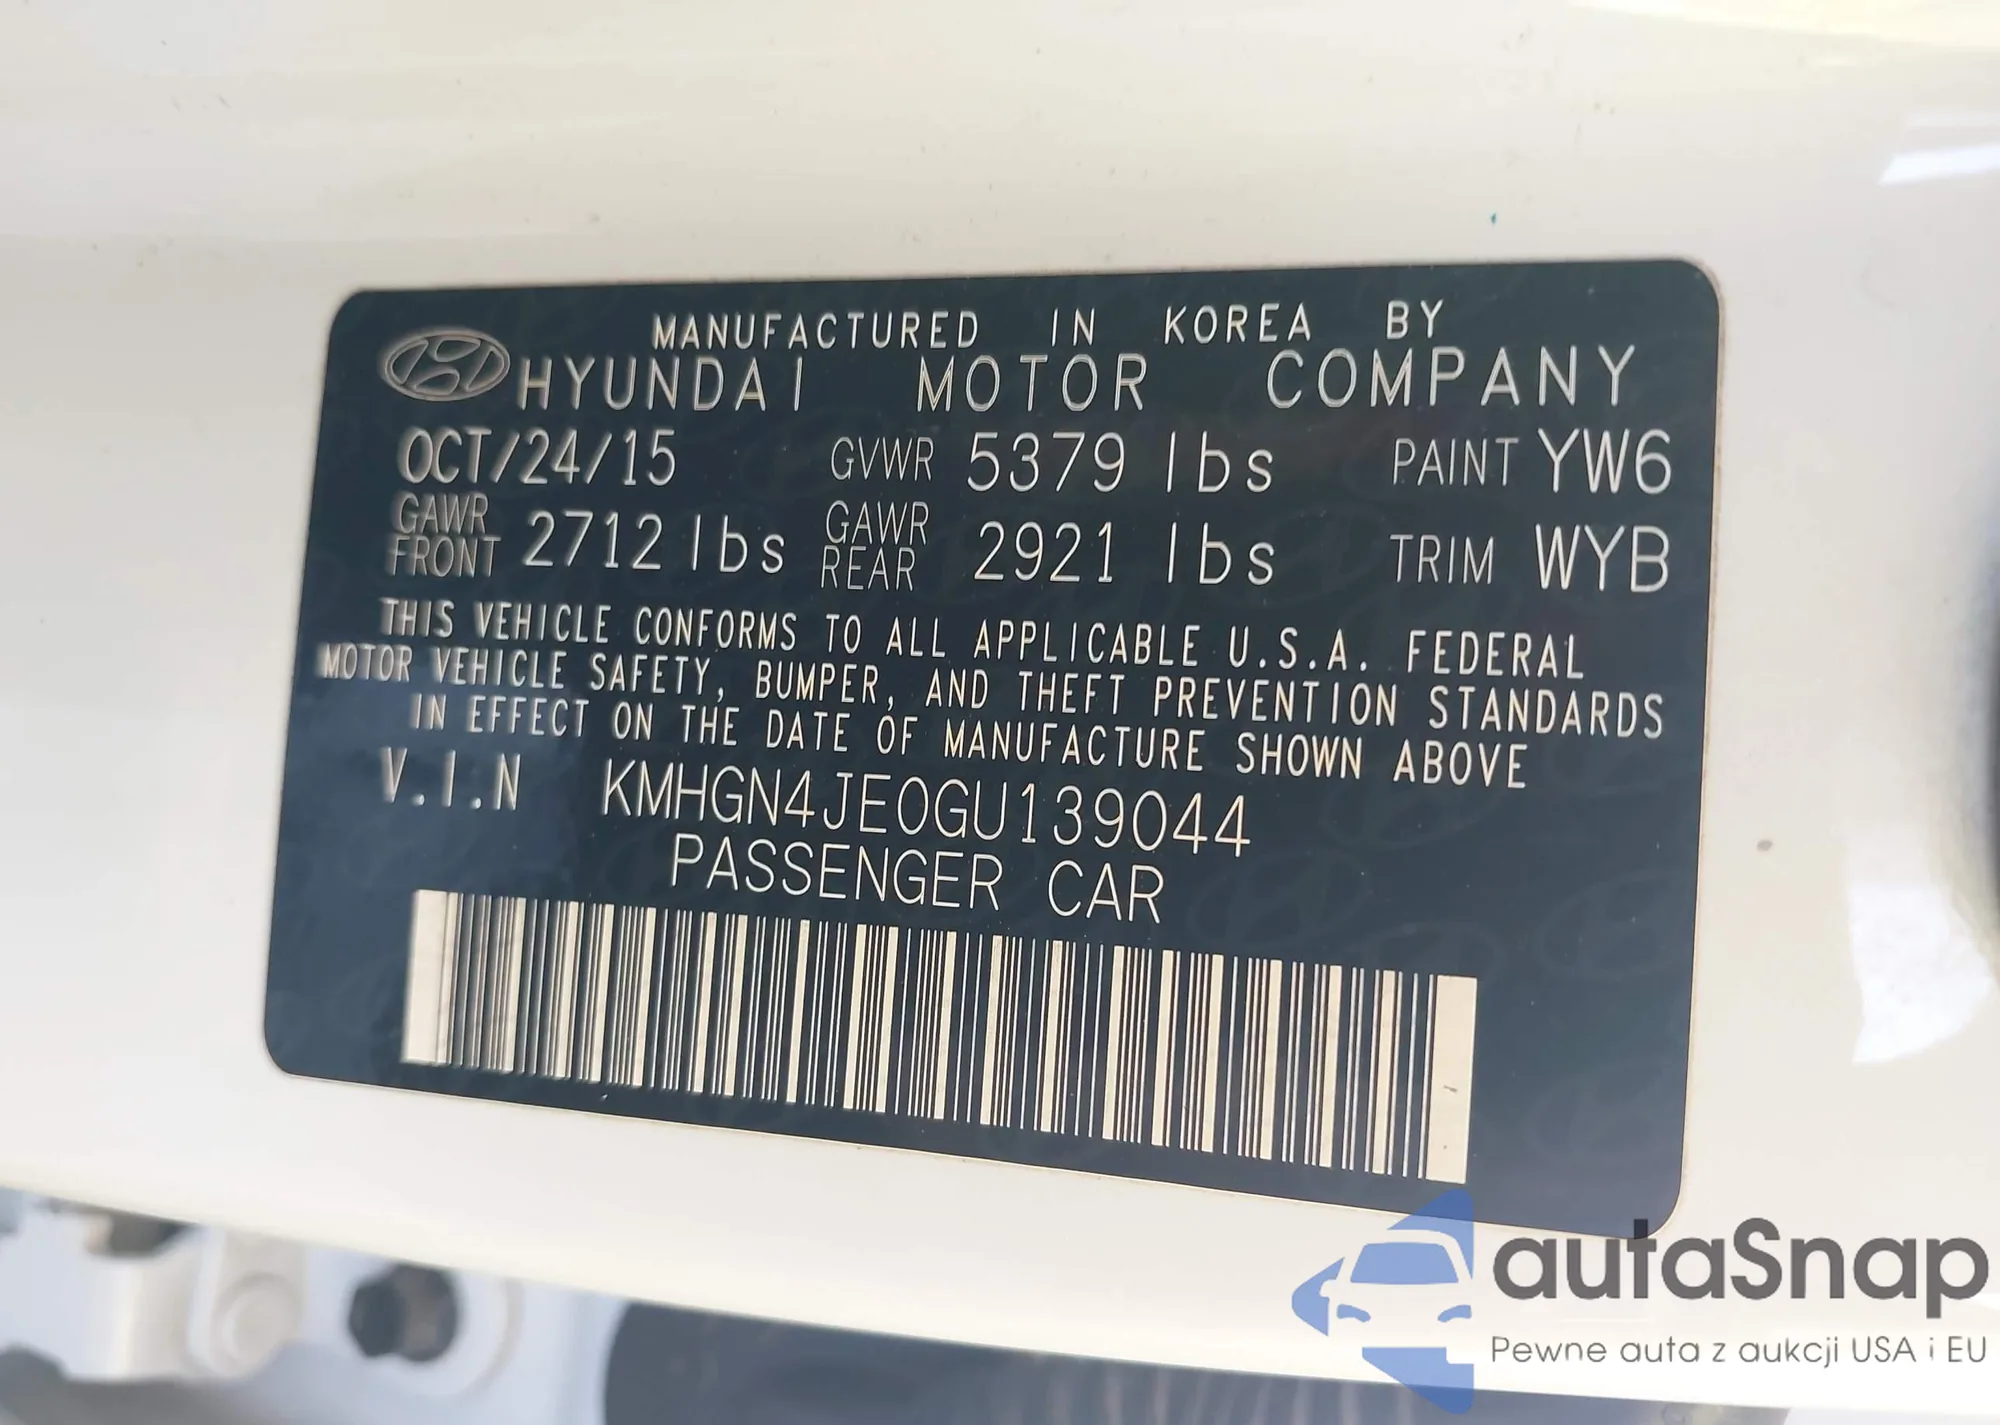 MANUFACTURED IN KOREA BY
HYUNDAI MOTOR COMPANY
OCT/24/15 GVWR 5379 lbs PAINT YW6
GAWR FRONT 2712 lbs GAWR REAR 2921 lbs TRIM WYB
THIS VEHICLE CONFORMS TO ALL APPLICABLE U.S.A. FEDERAL
MOTOR VEHICLE SAFETY, BUMPER, AND THEFT PREVENTION STANDARDS
IN EFFECT ON THE DATE OF MANUFACTURE SHOWN ABOVE
V.I.N KMHGN4JE0GU139044
PASSENGER CAR
autaSnap
Pewne auta z aukcji USA i EU